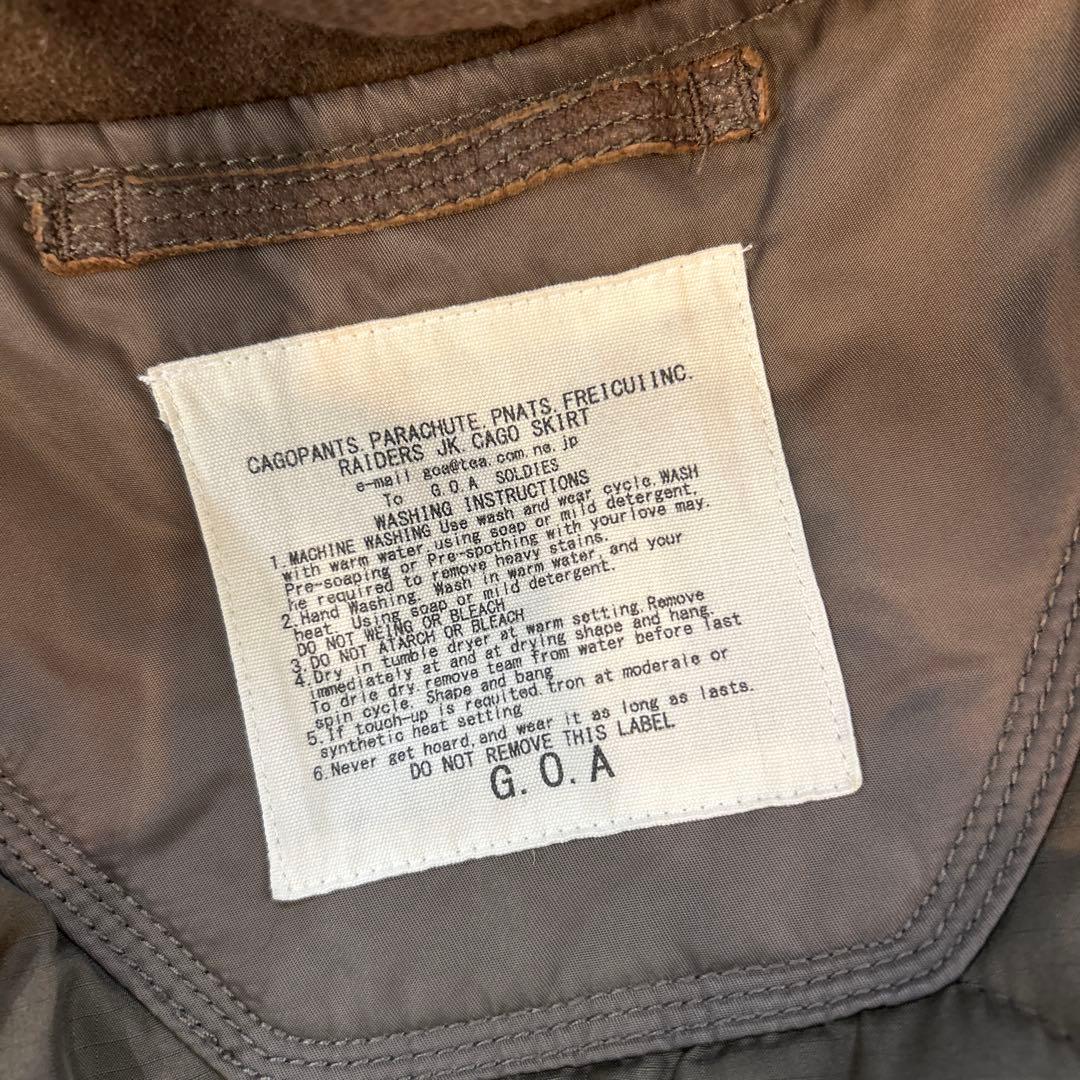 CAGOPANTS. PARACHUTE. PNATS. FREICUIINC.
RAIDERS JK. CAGO SKIRT
e-mail goa@tea.com.ne.jp
To G.O.A SOLDIES
WASHING INSTRUCTIONS
1.MACHINE WASHING Use wash and wear cycle.WASH
with warm water,using soap or mild detergent,
Pre-soaping or Pre-spothing with yourlove may.
he required to remove heavy stains.
2.Hand Washing. Wash in warm water, and your
heat. Using soap or mild detergent.
DO NOT WEING OR BLEACH
3.DO NOT ATARCH OR BLEACH
4.Dry in tumble dryer at warm setting.Remove
immediately at and at drying shape and hang.
To drie dry.remove team from water before fast
spin cycle. Shape and bang
5.If touch-up is requited.tron at moderale or
synthetic heat setting
6.Never get hoard,and wear it as long as lasts.
DO NOT REMOVE THIS LABEL
G.O.A